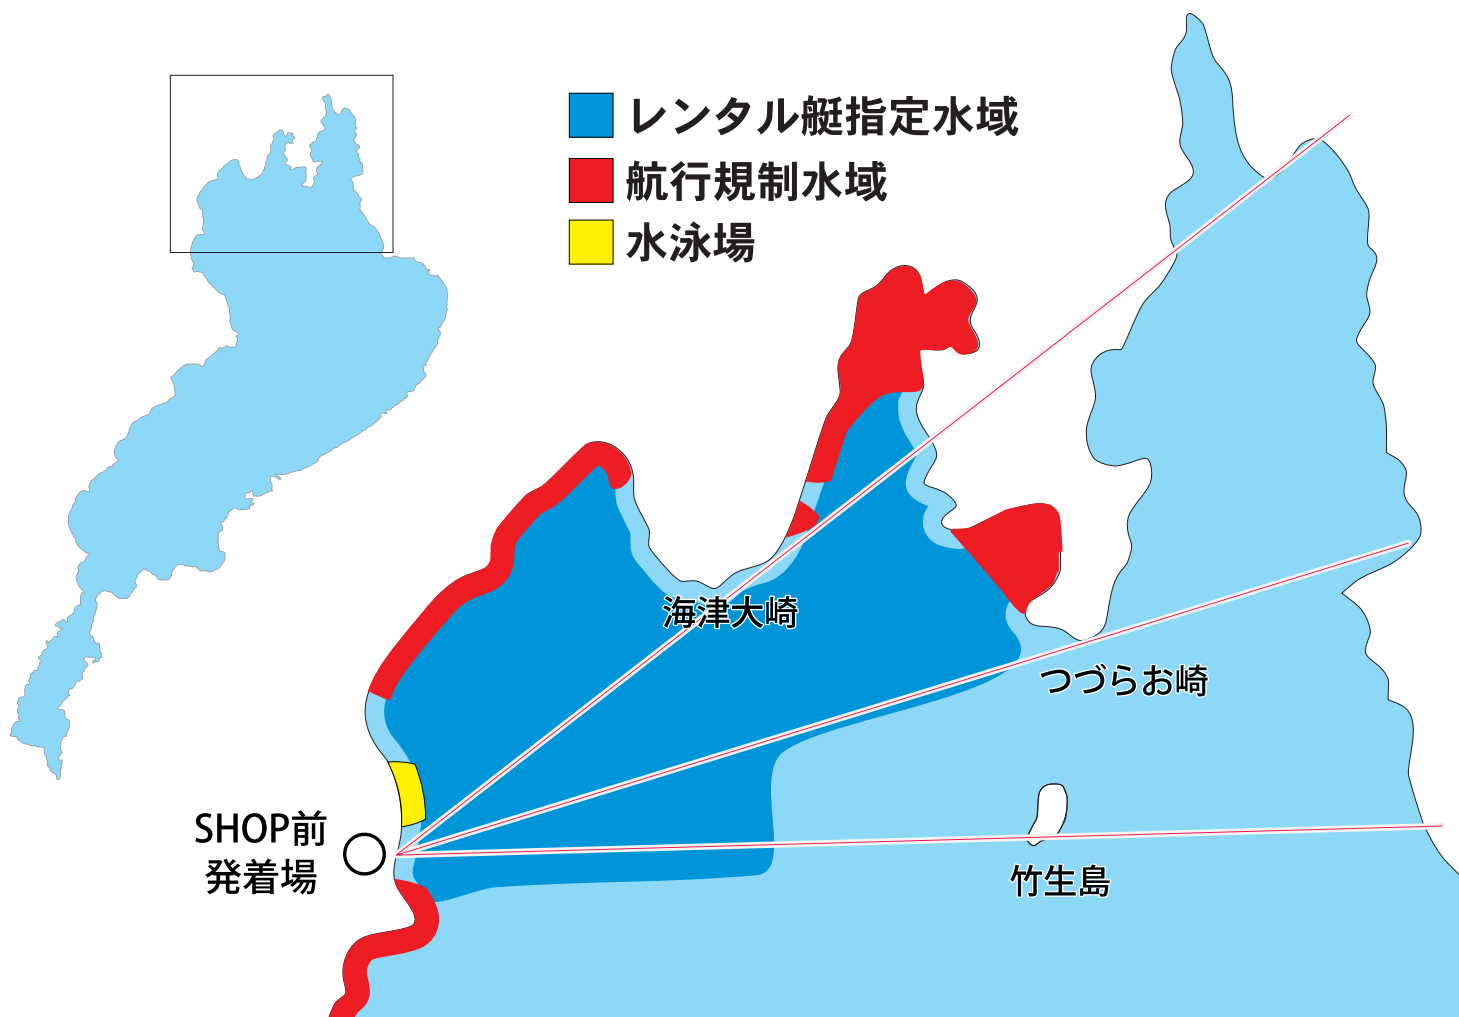 レンタル艇指定水域
航行規制水域
水泳場
海津大崎
つづらお崎
SHOP前
発着場
竹生島